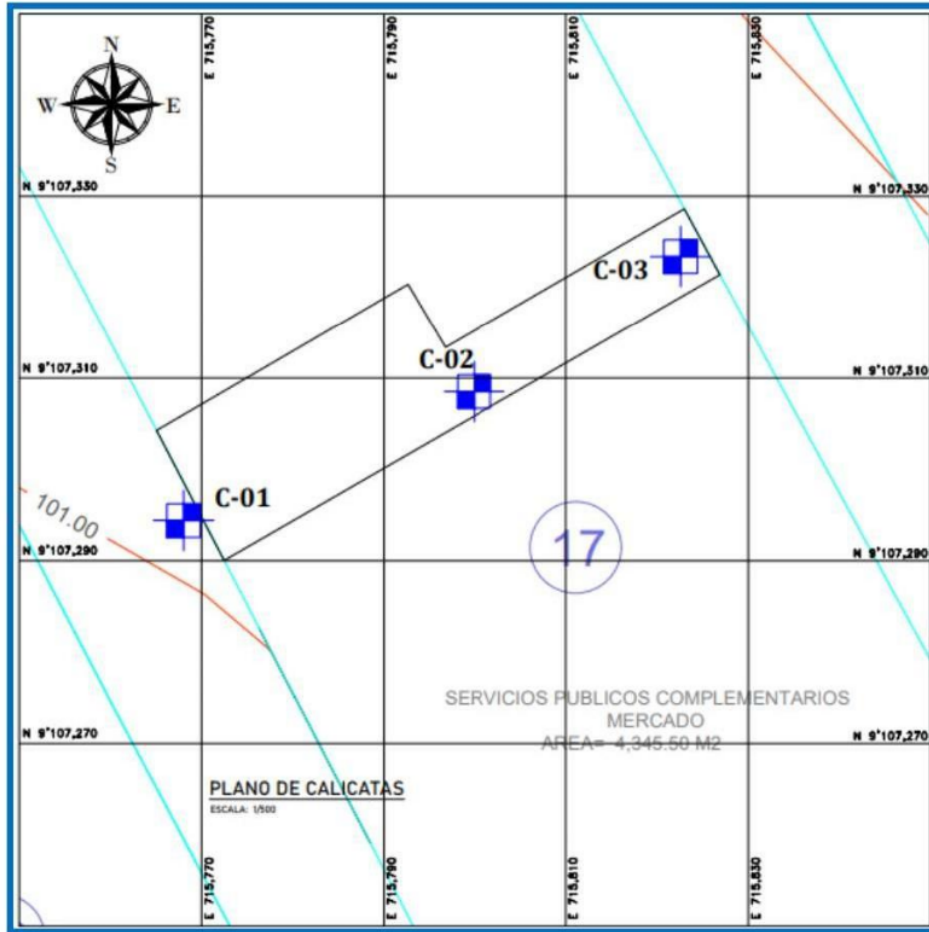 E 715,770
E 715,790
E 715,810
E 715,830
N
W
E
S
N 9'107,330
N 9'107,330
C-03
N 9'107,310
C-02
N 9'107,310
C-01
101.00
N 9'107,290
17
N 9'107,290
SERVICIOS PUBLICOS COMPLEMENTARIOS
MERCADO
AREA= 4,345.50 M2
N 9'107,270
N 9'107,270
PLANO DE CALICATAS
ESCALA: 1/500
E 715,770
E 715,790
E 715,810
E 715,830